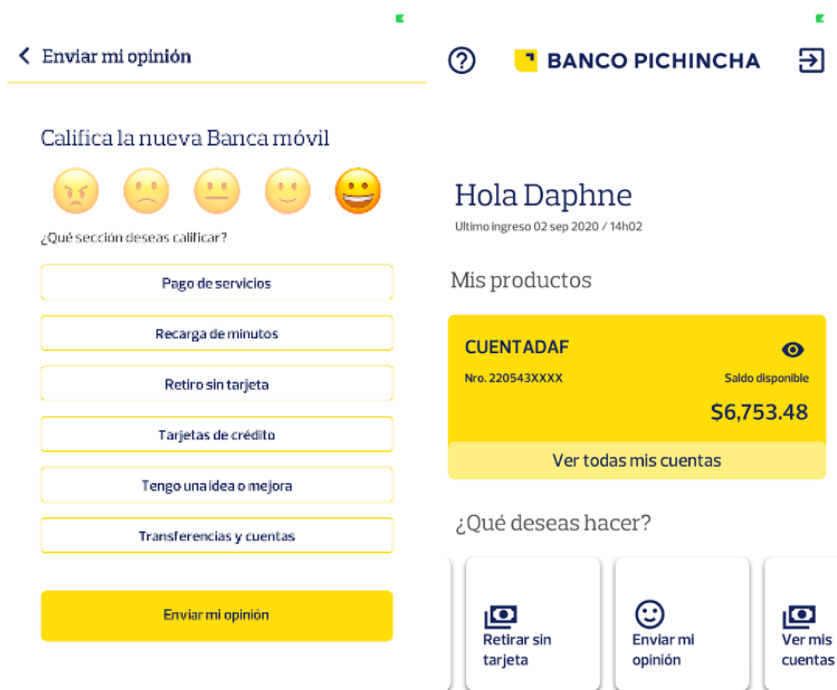 Enviar mi opinión
Califica la nueva Banca móvil
¿Qué sección deseas calificar?
Pago de servicios
Recarga de minutos
Retiro sin tarjeta
Tarjetas de crédito
Tengo una idea o mejora
Transferencias y cuentas
Enviar mi opinión
BANCO PICHINCHA
Hola Daphne
Ultimo ingreso 02 sep 2020 / 14h02
Mis productos
CUENTADAF
Nro. 220543XXXX
Saldo disponible
$6,753.48
Ver todas mis cuentas
¿Qué deseas hacer?
Retirar sin
tarjeta
Enviar mi
opinión
Ver mis
cuentas